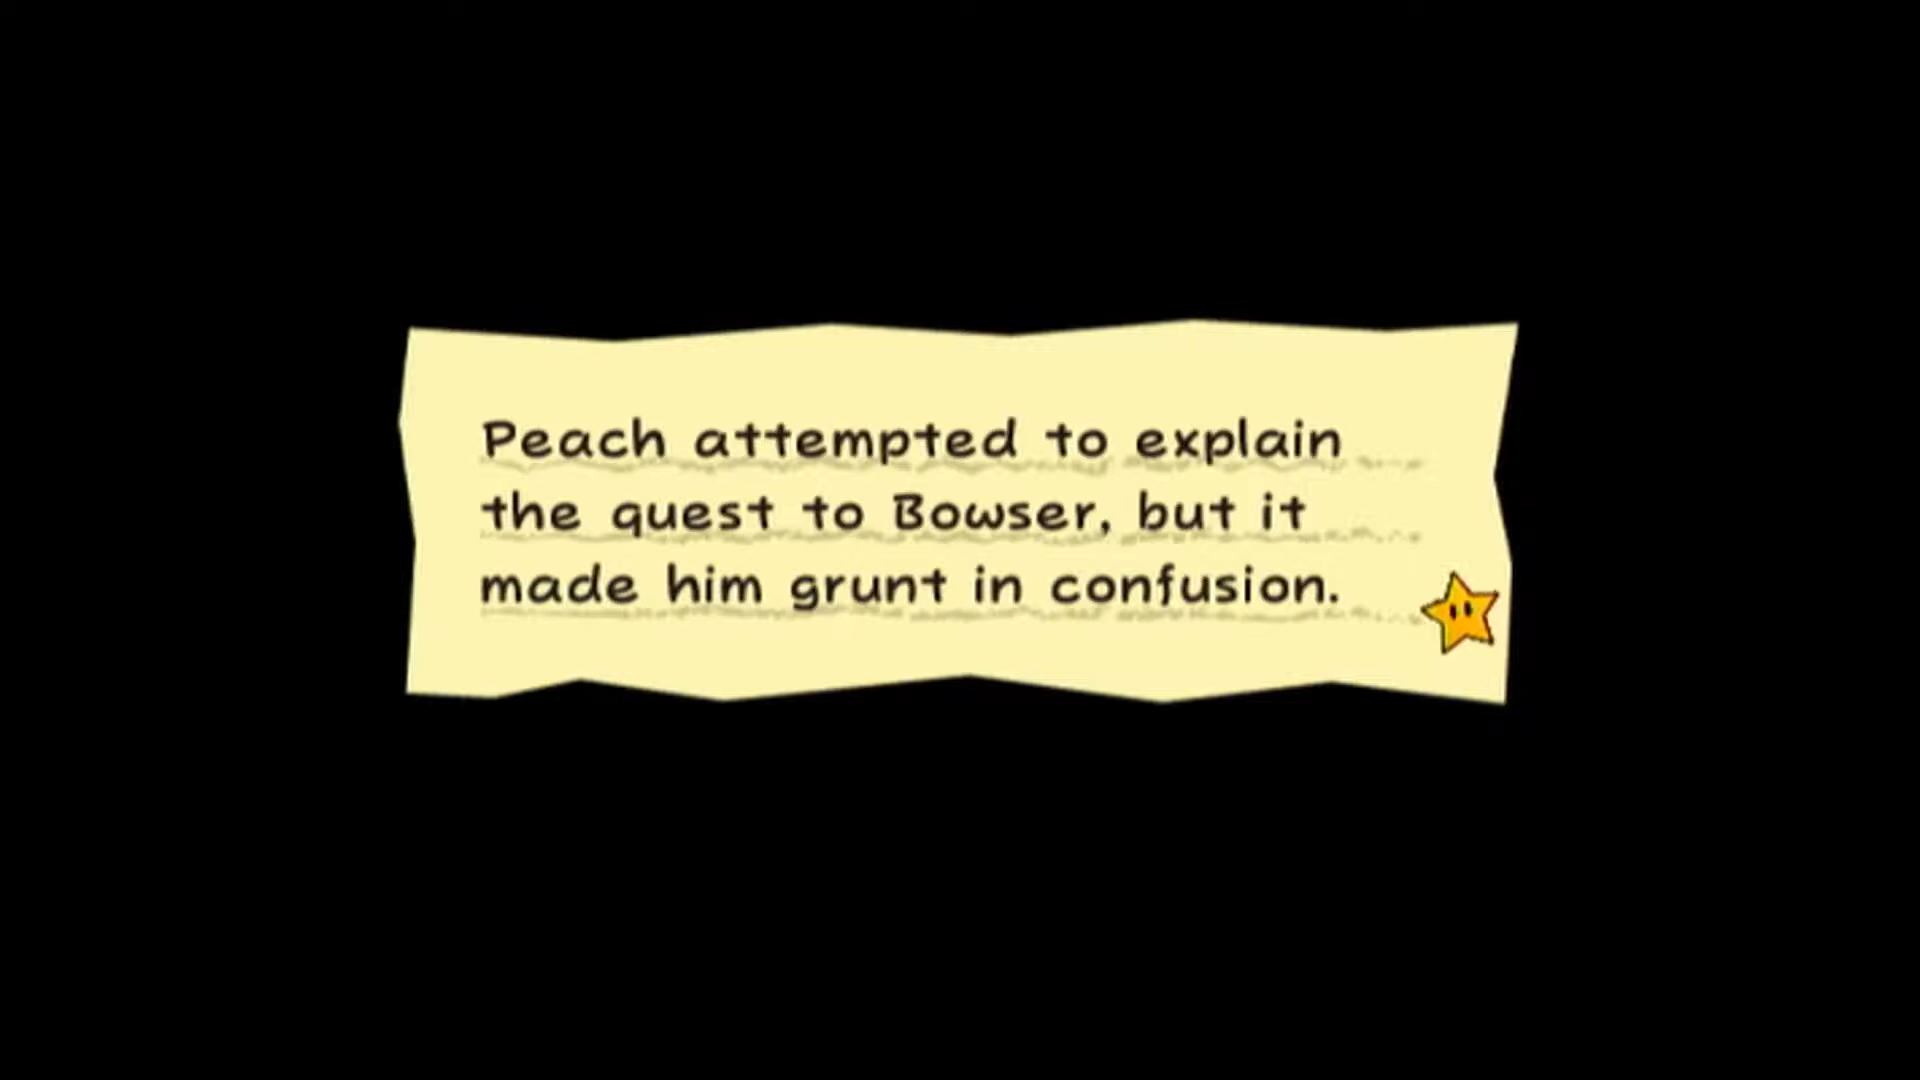 Peach attempted to explain
the quest to Bowser, but it
made him grunt in confusion.